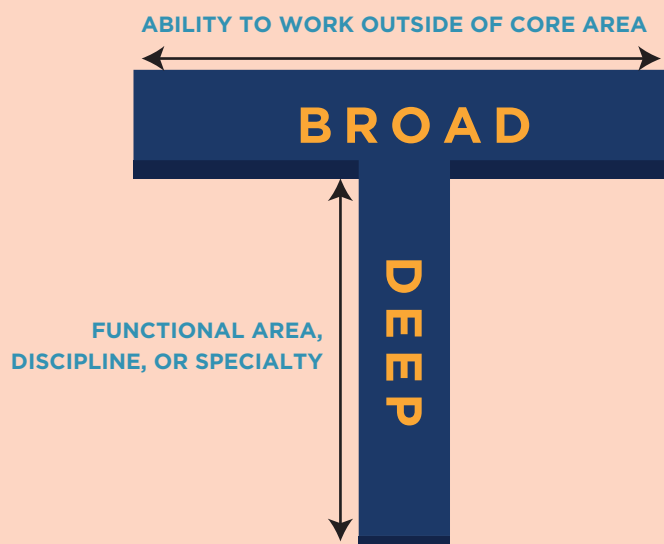 ABILITY TO WORK OUTSIDE OF CORE AREA
BROAD
DEEP
FUNCTIONAL AREA,
DISCIPLINE, OR SPECIALTY